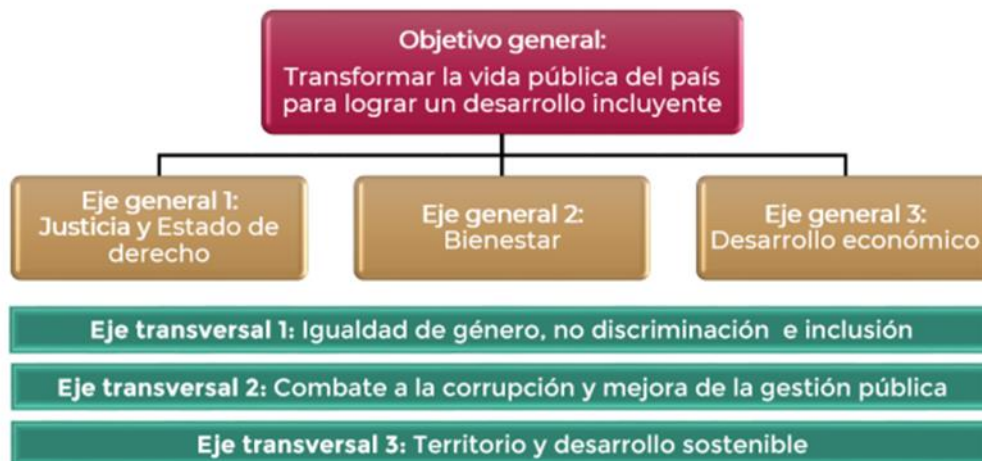 Objetivo general:
Transformar la vida pública del país
para lograr un desarrollo incluyente
Eje general 1:
Justicia y Estado de
derecho
Eje general 2:
Bienestar
Eje general 3:
Desarrollo económico
Eje transversal 1: Igualdad de género, no discriminación e inclusión
Eje transversal 2: Combate a la corrupción y mejora de la gestión pública
Eje transversal 3: Territorio y desarrollo sostenible